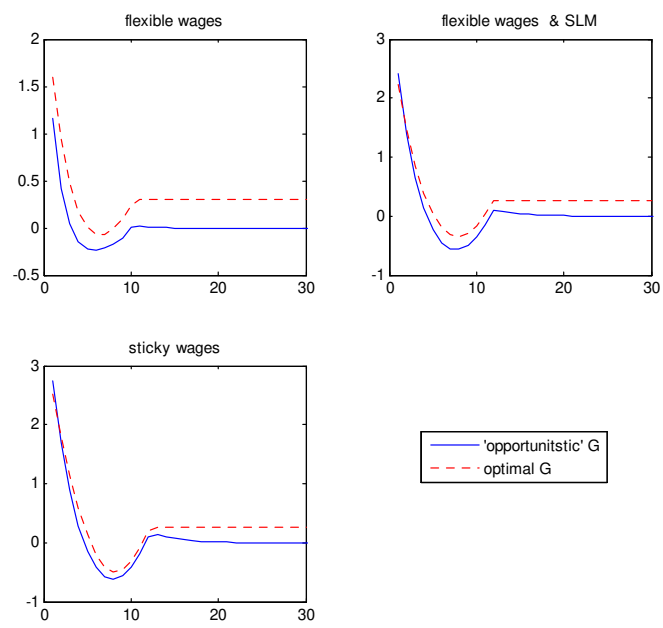 flexible wages
2
1.5
1
0.5
0
-0.5
0 10 20 30
flexible wages & SLM
3
2
1
0
-1
0 10 20 30
sticky wages
3
2
1
0
-1
0 10 20 30
'opportunitstic' G
optimal G